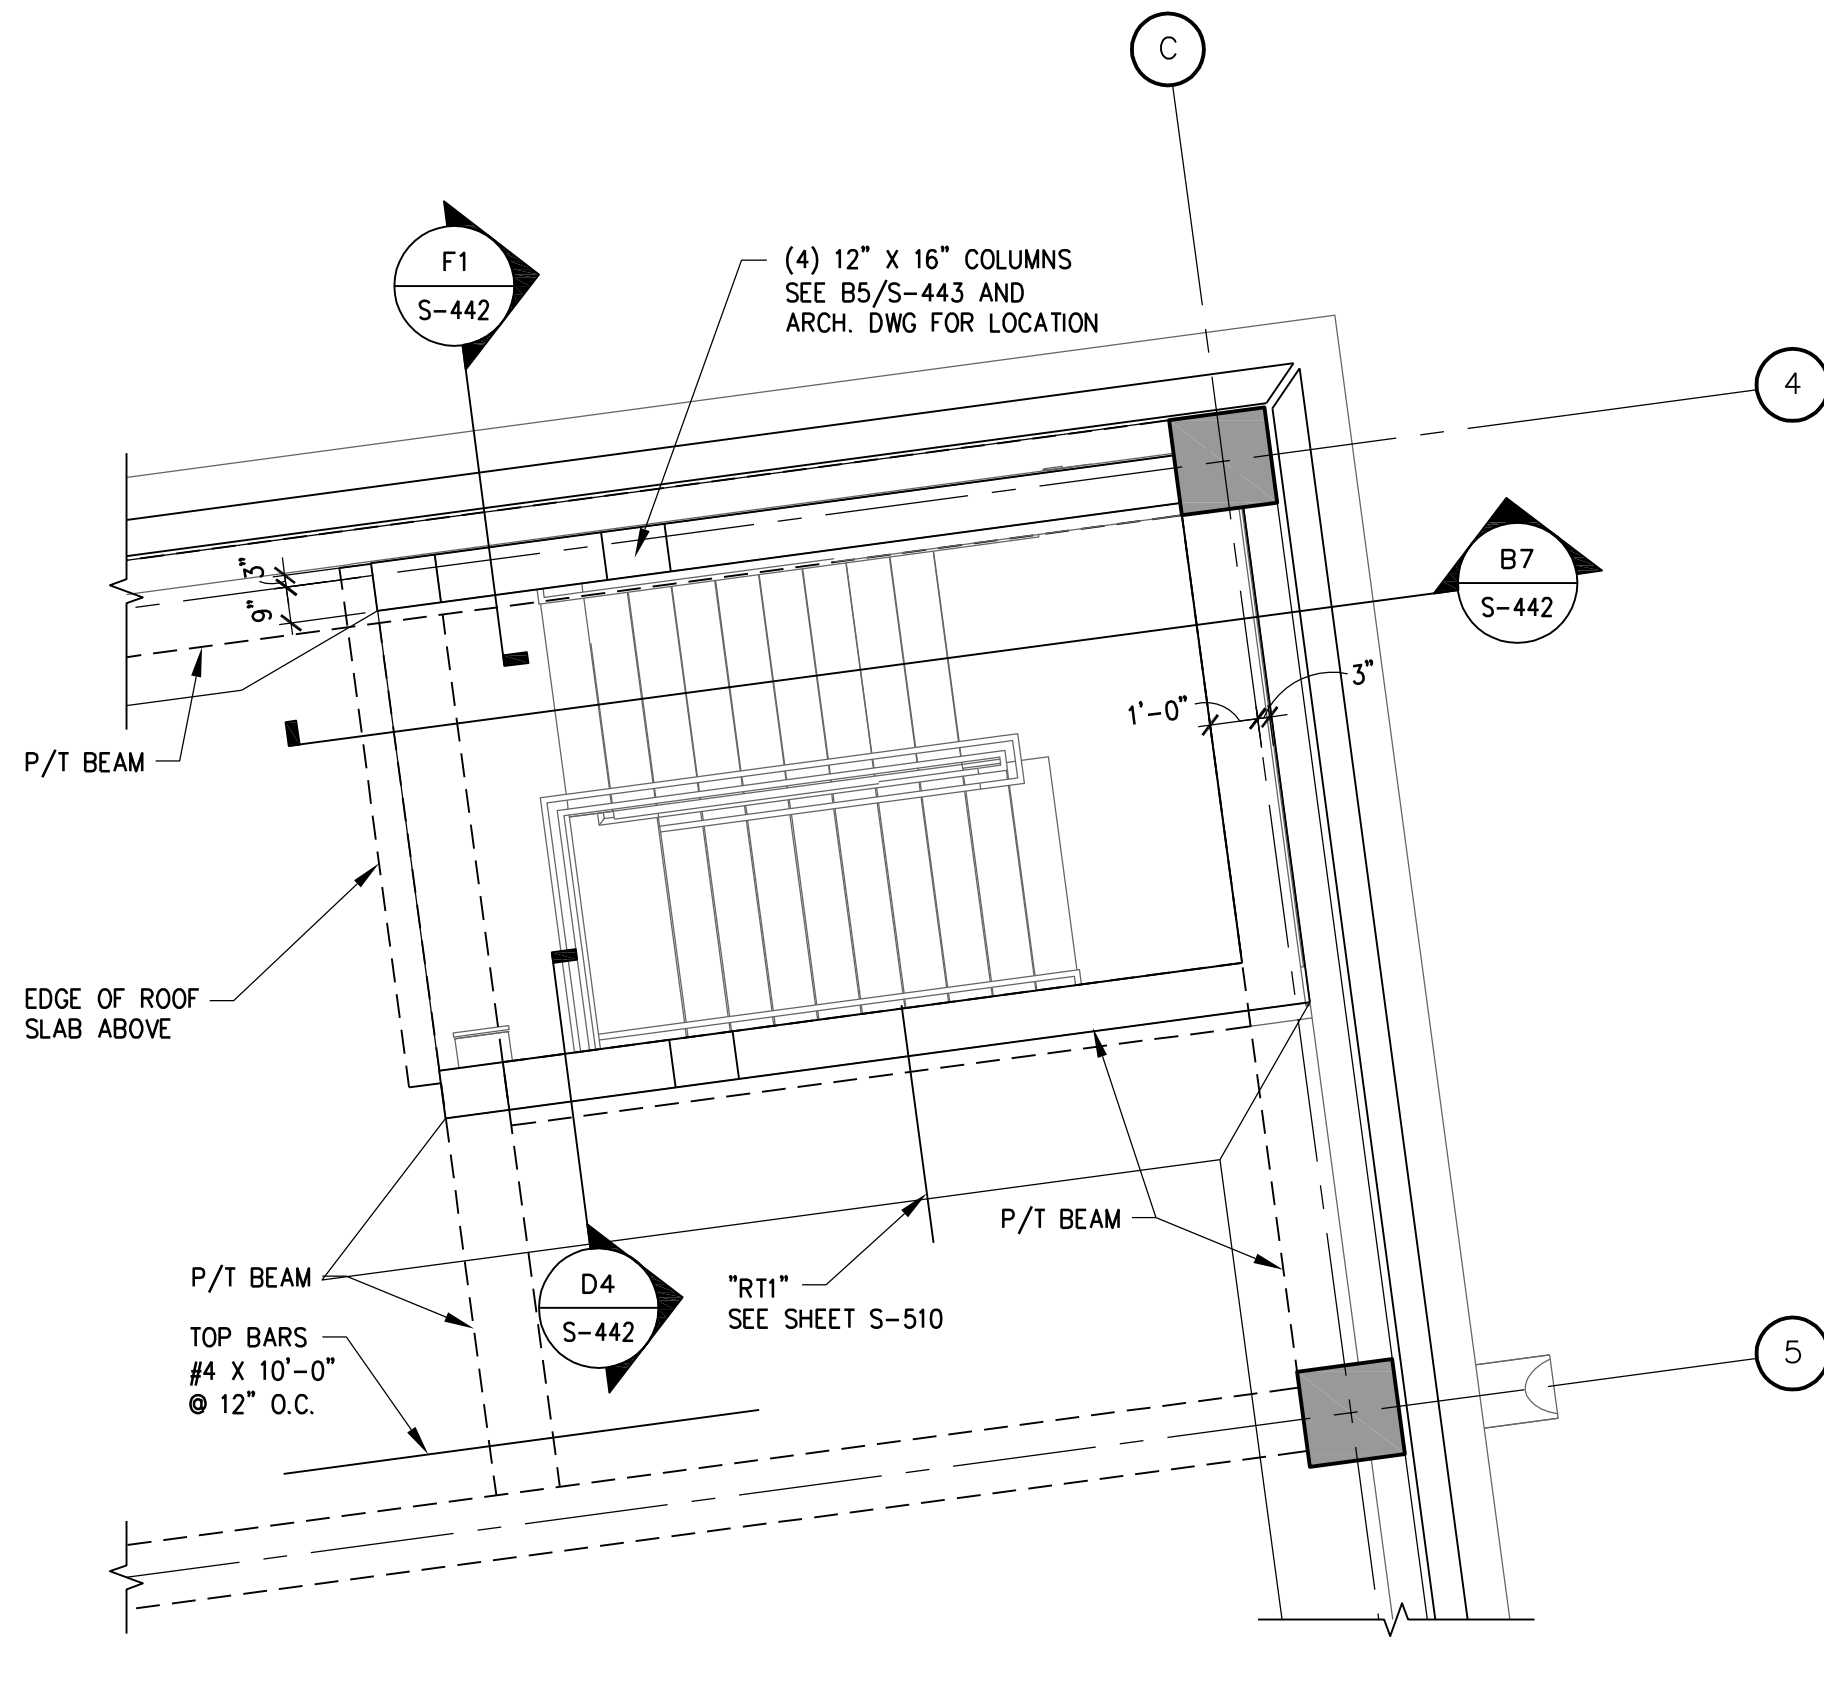 C
F1
S-442
(4) 12" X 16" COLUMNS
SEE B5/S-443 AND
ARCH. DWG FOR LOCATION
4
B7
S-442
3"
9"
3"
1'-0"
P/T BEAM
EDGE OF ROOF
SLAB ABOVE
P/T BEAM
P/T BEAM
D4
S-442
"RT1"
SEE SHEET S-510
TOP BARS
#4 X 10'-0"
@ 12" O.C.
5